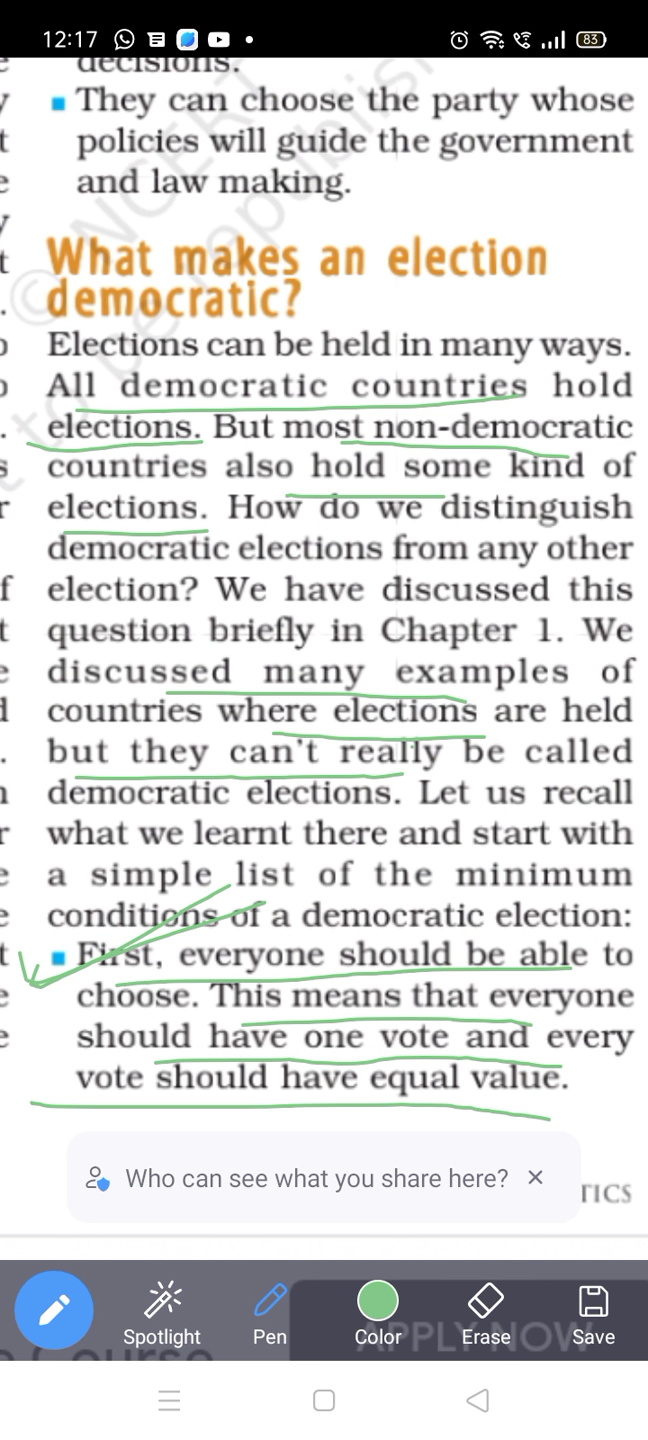 12:17
83
decisions.
They can choose the party whose
policies will guide the government
and law making.
What makes an election
democratic?
Elections can be held in many ways.
All democratic countries hold
elections. But most non-democratic
countries also hold some kind of
elections. How do we distinguish
democratic elections from any other
election? We have discussed this
question briefly in Chapter 1. We
discussed many examples of
countries where elections are held
but they can't really be called
democratic elections. Let us recall
what we learnt there and start with
a simple list of the minimum
conditions of a democratic election:
First, everyone should be able to
choose. This means that everyone
should have one vote and every
vote should have equal value.
Who can see what you share here?
TICS
Spotlight
Pen
Color
Erase
Save
APPLY NOW
Course
© NCERT
to be republis